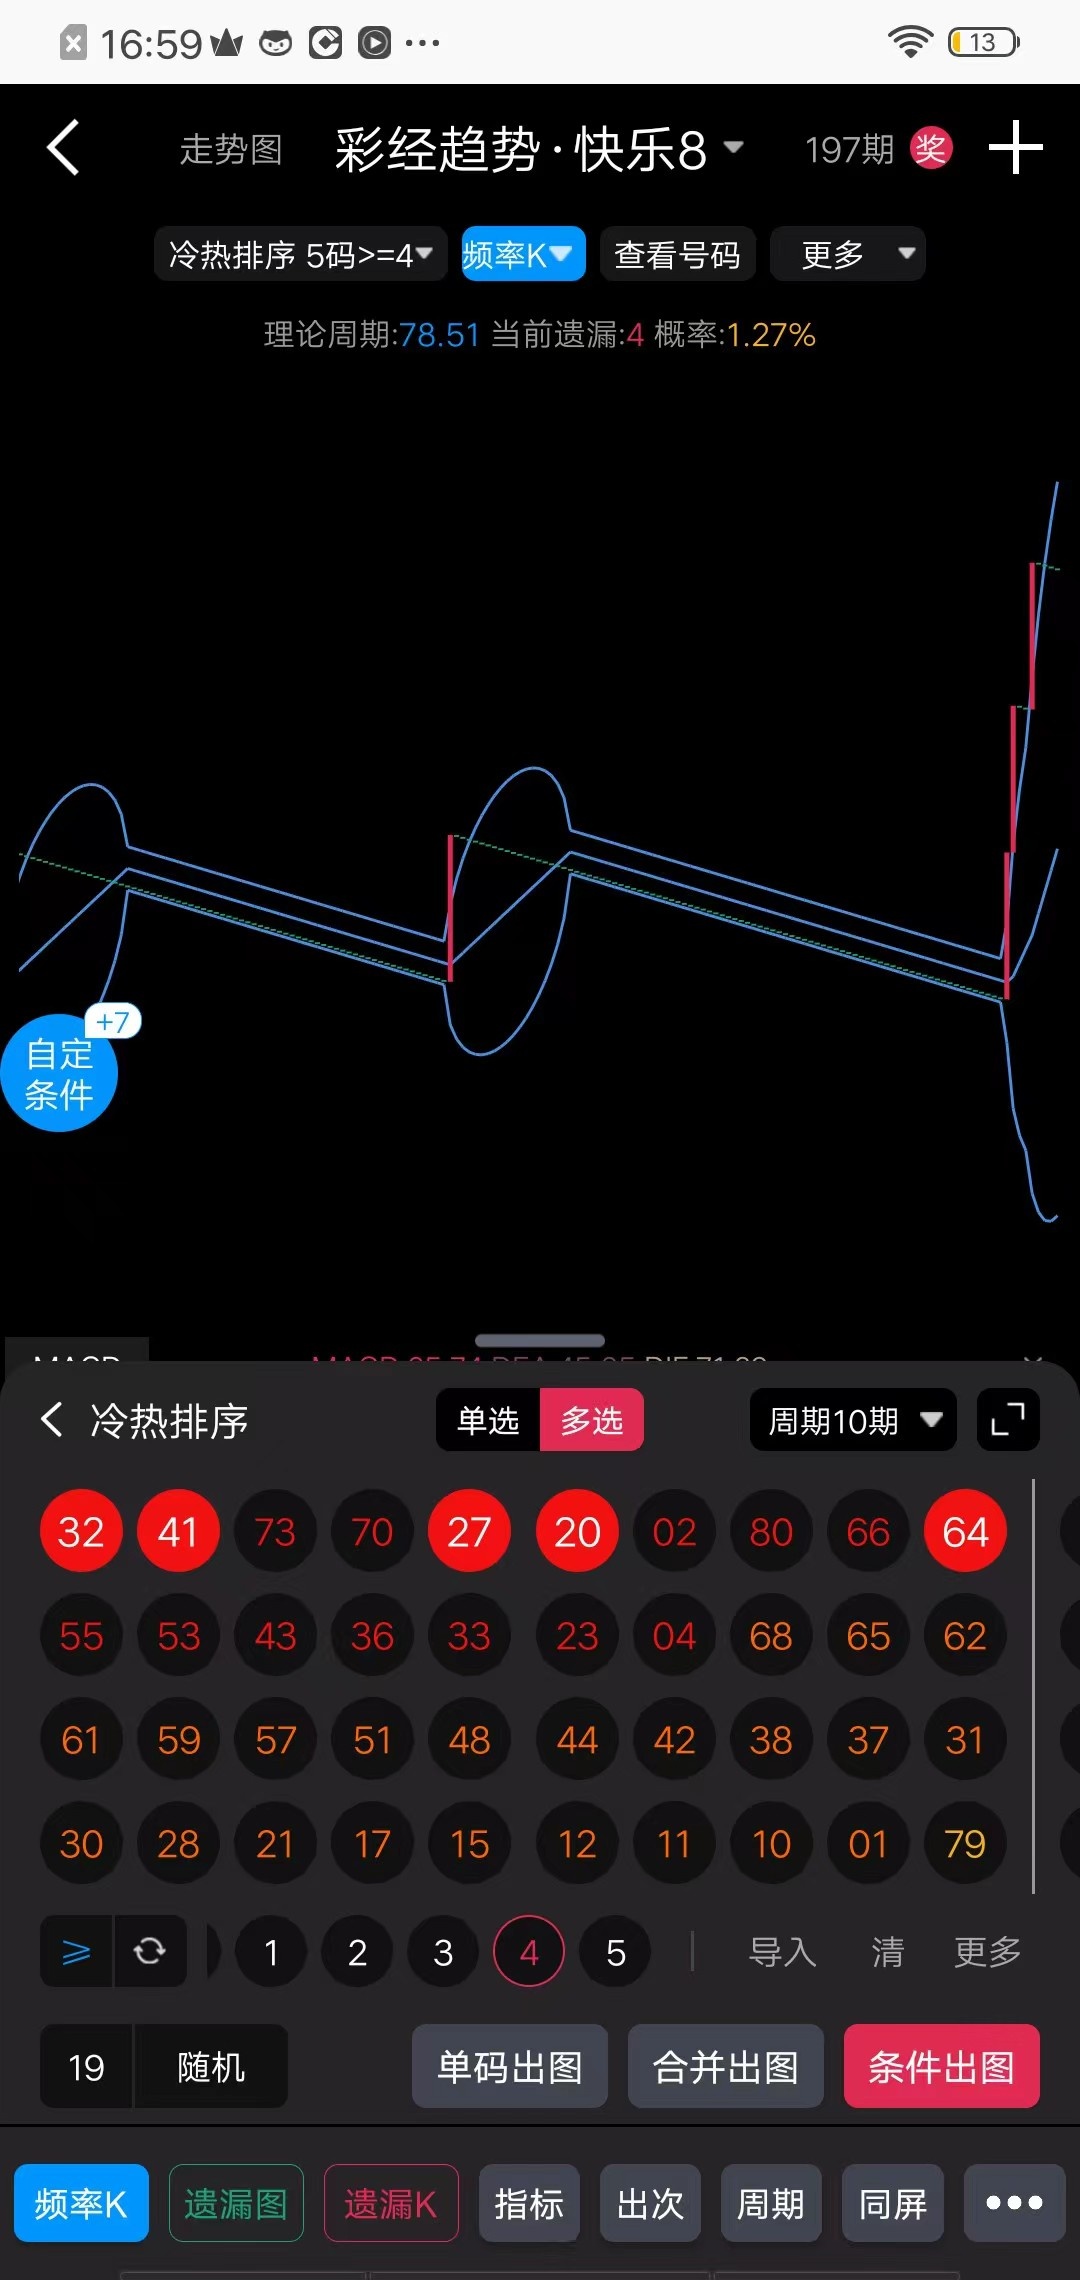 16:59 13
走势图 彩经趋势·快乐8 197期 奖
冷热排序 5码>=4 频率K 查看号码 更多
理论周期:78.51 当前遗漏:4 概率:1.27%
+7
自定
条件
冷热排序 单选 多选 周期10期
32 41 73 70 27 20 02 80 66 64
55 53 43 36 33 23 04 68 65 62
61 59 57 51 48 44 42 38 37 31
30 28 21 17 15 12 11 10 01 79
≥ 1 2 3 4 5 导入 清 更多
19 随机 单码出图 合并出图 条件出图
频率K 遗漏图 遗漏K 指标 出次 周期 同屏 •••